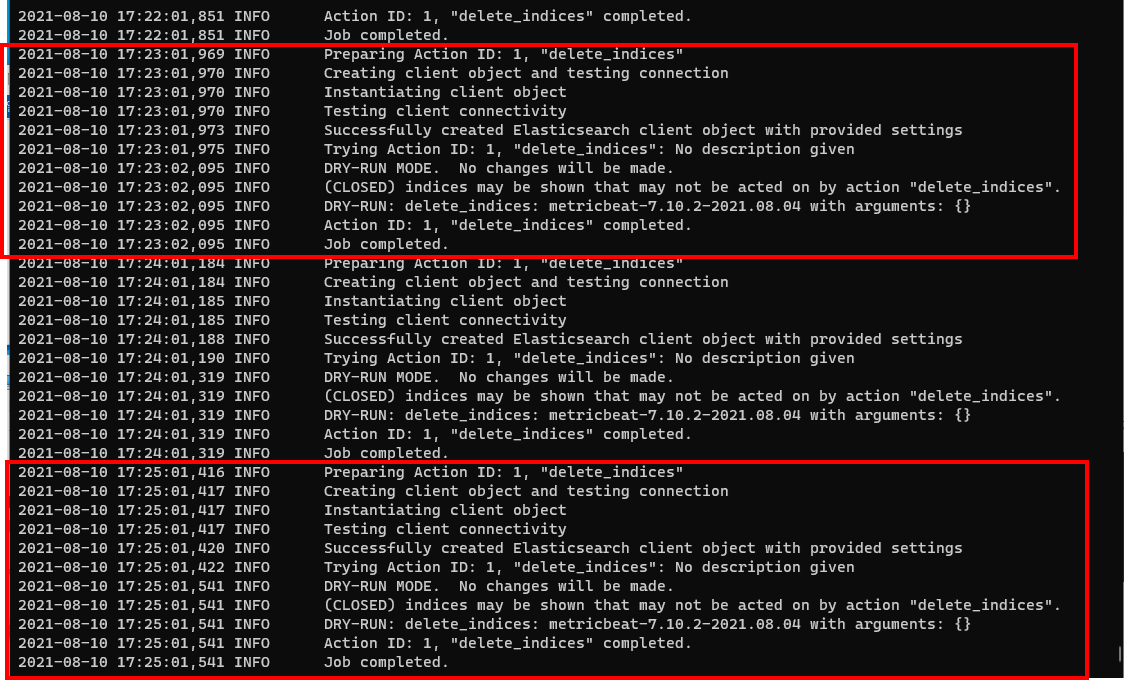 2021-08-10 17:22:01,851 INFO      Action ID: 1, "delete_indices" completed.
2021-08-10 17:22:01,851 INFO      Job completed.
2021-08-10 17:23:01,969 INFO      Preparing Action ID: 1, "delete_indices"
2021-08-10 17:23:01,970 INFO      Creating client object and testing connection
2021-08-10 17:23:01,970 INFO      Instantiating client object
2021-08-10 17:23:01,970 INFO      Testing client connectivity
2021-08-10 17:23:01,973 INFO      Successfully created Elasticsearch client object with provided settings
2021-08-10 17:23:01,975 INFO      Trying Action ID: 1, "delete_indices": No description given
2021-08-10 17:23:02,095 INFO      DRY-RUN MODE.  No changes will be made.
2021-08-10 17:23:02,095 INFO      (CLOSED) indices may be shown that may not be acted on by action "delete_indices".
2021-08-10 17:23:02,095 INFO      DRY-RUN: delete_indices: metricbeat-7.10.2-2021.08.04 with arguments: {}
2021-08-10 17:23:02,095 INFO      Action ID: 1, "delete_indices" completed.
2021-08-10 17:23:02,095 INFO      Job completed.
2021-08-10 17:24:01,184 INFO      Preparing Action ID: 1, "delete_indices"
2021-08-10 17:24:01,184 INFO      Creating client object and testing connection
2021-08-10 17:24:01,185 INFO      Instantiating client object
2021-08-10 17:24:01,185 INFO      Testing client connectivity
2021-08-10 17:24:01,188 INFO      Successfully created Elasticsearch client object with provided settings
2021-08-10 17:24:01,190 INFO      Trying Action ID: 1, "delete_indices": No description given
2021-08-10 17:24:01,319 INFO      DRY-RUN MODE.  No changes will be made.
2021-08-10 17:24:01,319 INFO      (CLOSED) indices may be shown that may not be acted on by action "delete_indices".
2021-08-10 17:24:01,319 INFO      DRY-RUN: delete_indices: metricbeat-7.10.2-2021.08.04 with arguments: {}
2021-08-10 17:24:01,319 INFO      Action ID: 1, "delete_indices" completed.
2021-08-10 17:24:01,319 INFO      Job completed.
2021-08-10 17:25:01,416 INFO      Preparing Action ID: 1, "delete_indices"
2021-08-10 17:25:01,417 INFO      Creating client object and testing connection
2021-08-10 17:25:01,417 INFO      Instantiating client object
2021-08-10 17:25:01,417 INFO      Testing client connectivity
2021-08-10 17:25:01,420 INFO      Successfully created Elasticsearch client object with provided settings
2021-08-10 17:25:01,422 INFO      Trying Action ID: 1, "delete_indices": No description given
2021-08-10 17:25:01,541 INFO      DRY-RUN MODE.  No changes will be made.
2021-08-10 17:25:01,541 INFO      (CLOSED) indices may be shown that may not be acted on by action "delete_indices".
2021-08-10 17:25:01,541 INFO      DRY-RUN: delete_indices: metricbeat-7.10.2-2021.08.04 with arguments: {}
2021-08-10 17:25:01,541 INFO      Action ID: 1, "delete_indices" completed.
2021-08-10 17:25:01,541 INFO      Job completed.